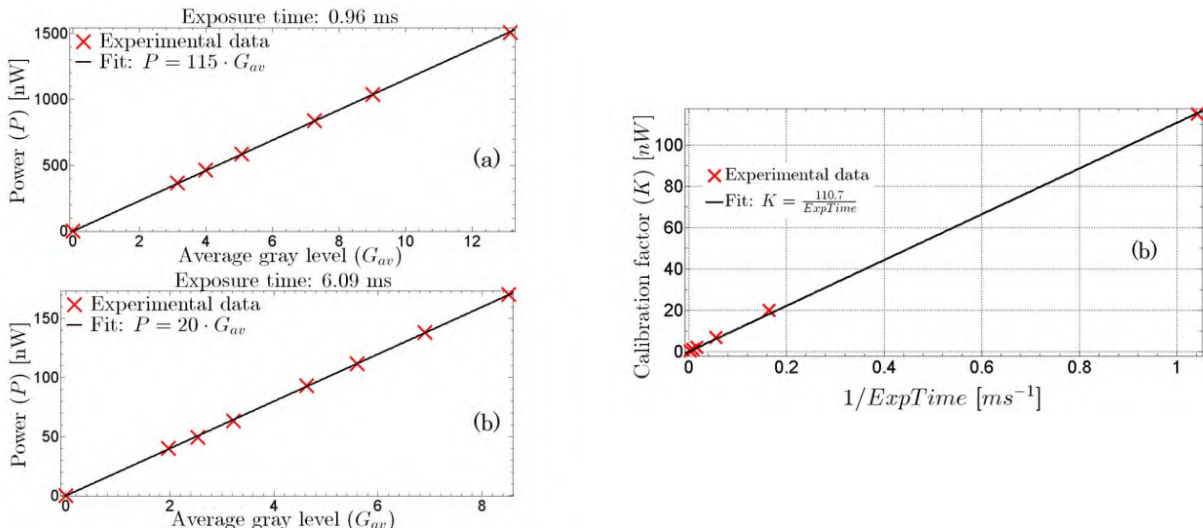 Exposure time: 0.96 ms
1500
1000
500
0
Power (P) [nW]
Experimental data
Fit: P = 115 · G_av
(a)
0 2 4 6 8 10 12
Average gray level (G_av)
Exposure time: 6.09 ms
150
100
50
0
Power (P) [nW]
Experimental data
Fit: P = 20 · G_av
(b)
0 2 4 6 8
Average gray level (G_av)
100
80
60
40
20
0
Calibration factor (K) [nW]
Experimental data
Fit: K = 110.7/ExpTime
(b)
0 0.2 0.4 0.6 0.8 1
1/ExpTime [ms⁻¹]